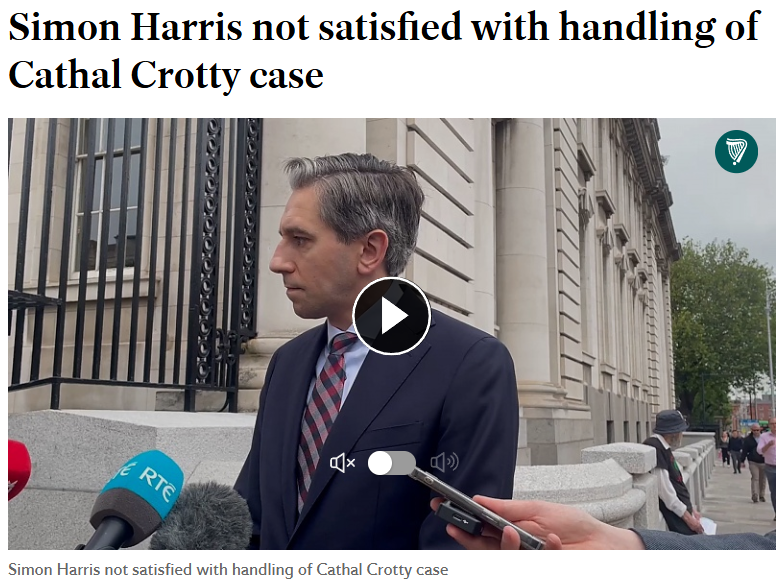 Simon Harris not satisfied with handling of
Cathal Crotty case
RTÉ
Simon Harris not satisfied with handling of Cathal Crotty case